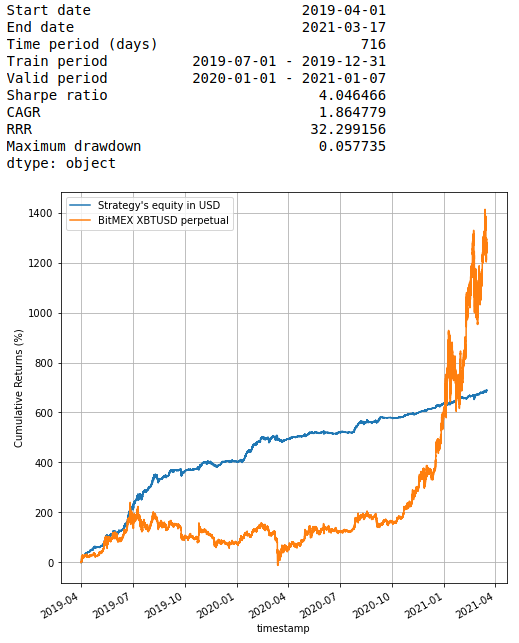 Start date 2019-04-01
End date 2021-03-17
Time period (days) 716
Train period 2019-07-01 - 2019-12-31
Valid period 2020-01-01 - 2021-01-07
Sharpe ratio 4.046466
CAGR 1.864779
RRR 32.299156
Maximum drawdown 0.057735
dtype: object
Strategy's equity in USD
BitMEX XBTUSD perpetual
Cumulative Returns (%)
1400
1200
1000
800
600
400
200
0
2019-04
2019-07
2019-10
2020-01
2020-04
2020-07
2020-10
2021-01
2021-04
timestamp